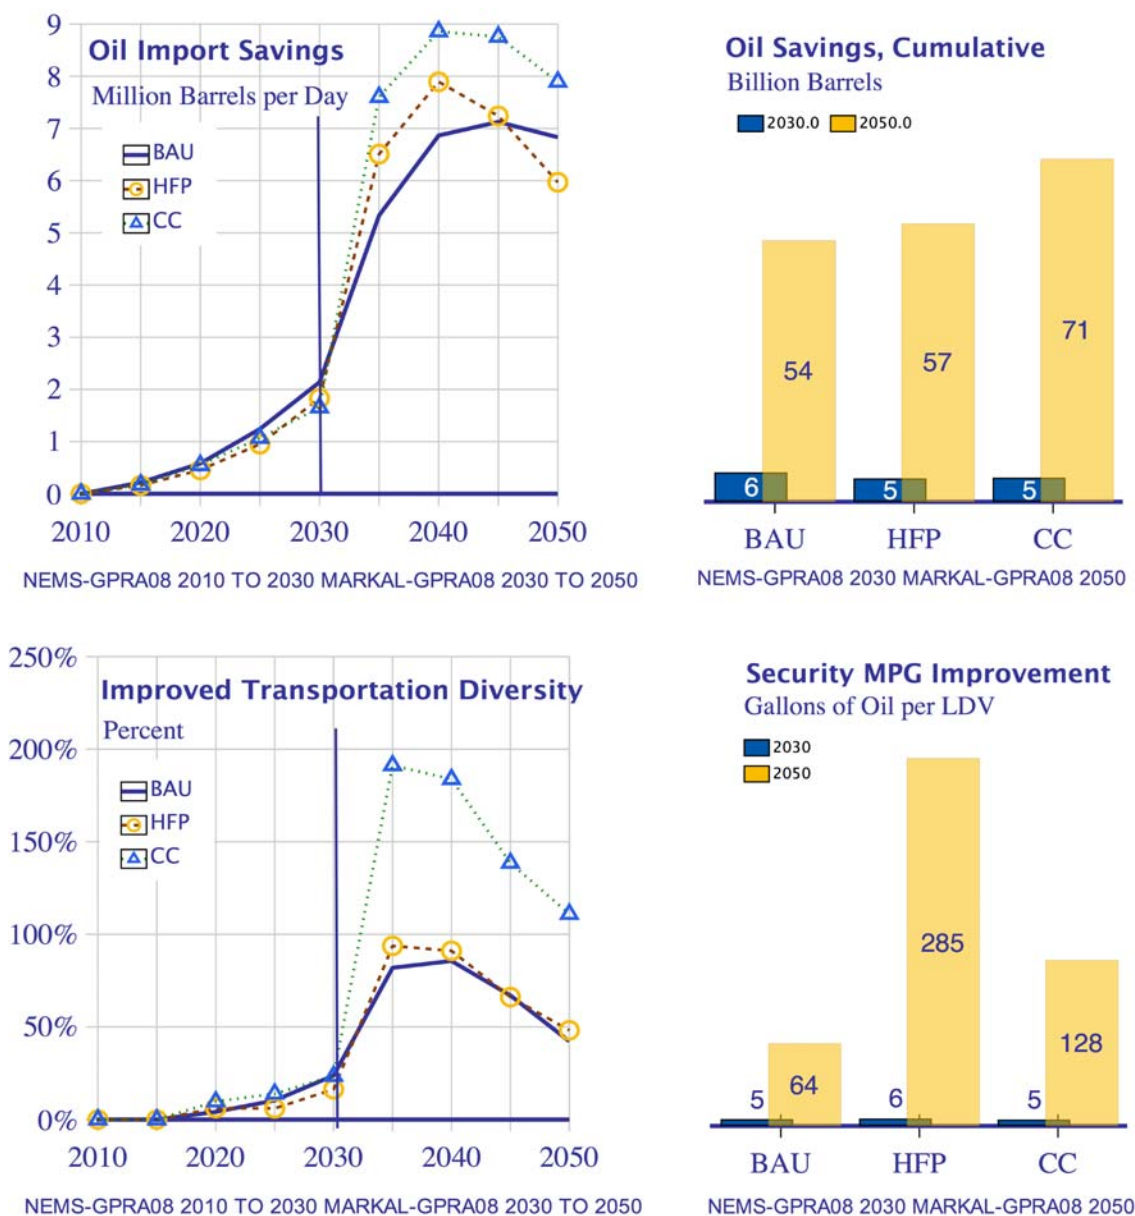 Oil Import Savings
Million Barrels per Day
BAU
HFP
CC
9
8
7
6
5
4
3
2
1
0
2010 2020 2030 2040 2050
NEMS-GPRA08 2010 TO 2030 MARKAL-GPRA08 2030 TO 2050
Oil Savings, Cumulative
Billion Barrels
2030.0 2050.0
6 54
5 57
5 71
BAU HFP CC
NEMS-GPRA08 2030 MARKAL-GPRA08 2050
Improved Transportation Diversity
Percent
BAU
HFP
CC
250%
200%
150%
100%
50%
0%
2010 2020 2030 2040 2050
NEMS-GPRA08 2010 TO 2030 MARKAL-GPRA08 2030 TO 2050
Security MPG Improvement
Gallons of Oil per LDV
2030
2050
5 64
6 285
5 128
BAU HFP CC
NEMS-GPRA08 2030 MARKAL-GPRA08 2050